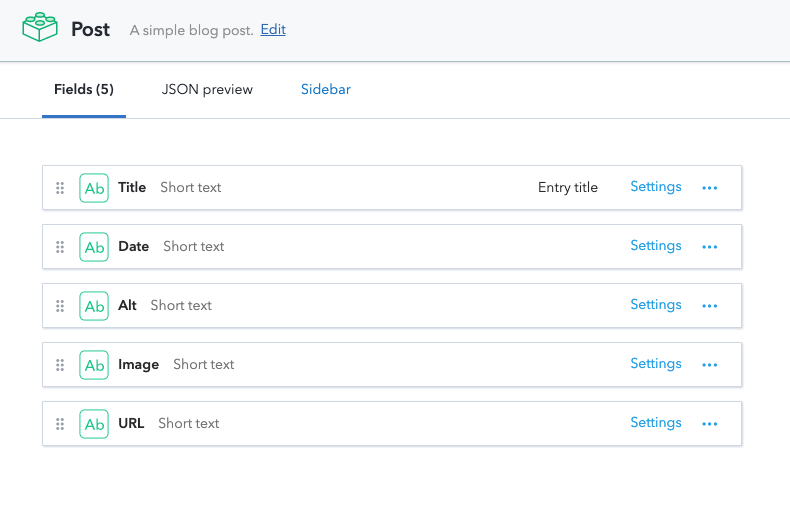 Post A simple blog post. Edit
Fields (5) JSON preview Sidebar
Ab Title Short text Entry title Settings
Ab Date Short text Settings
Ab Alt Short text Settings
Ab Image Short text Settings
Ab URL Short text Settings